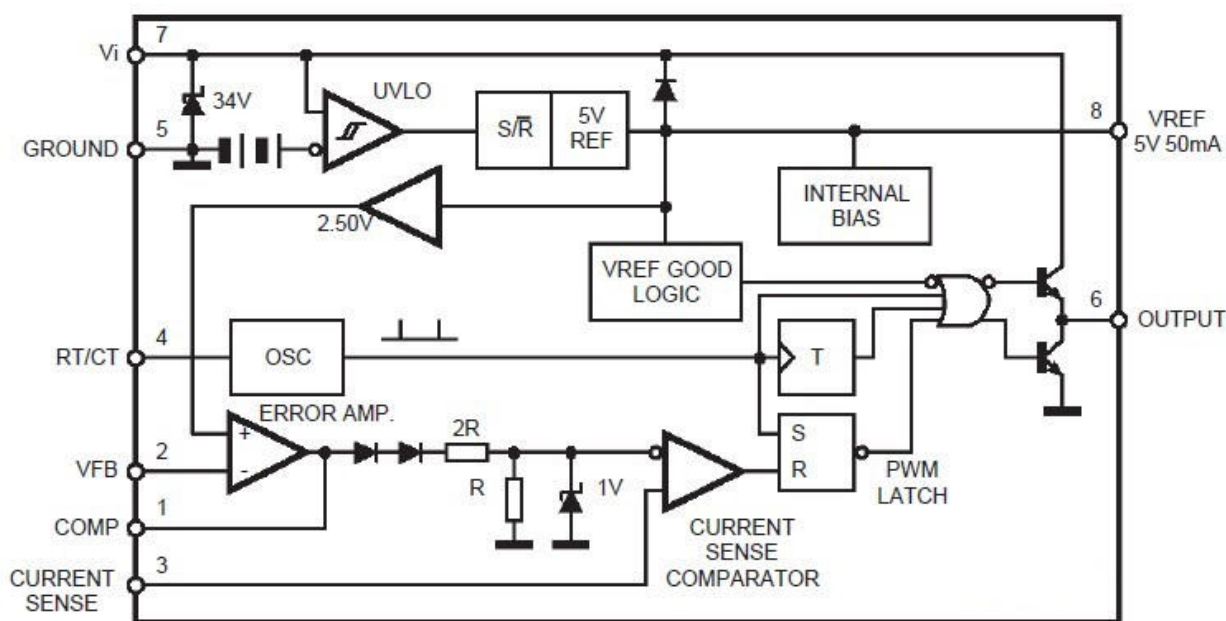 7
Vi
34V
UVLO
S/R̅
5V
REF
8
VREF
5V 50mA
5
GROUND
INTERNAL
BIAS
2.50V
VREF GOOD
LOGIC
6
OUTPUT
4
RT/CT
OSC
T
ERROR AMP.
+
-
2
VFB
2R
R
1V
S
R
PWM
LATCH
1
COMP
CURRENT
SENSE
COMPARATOR
3
CURRENT
SENSE